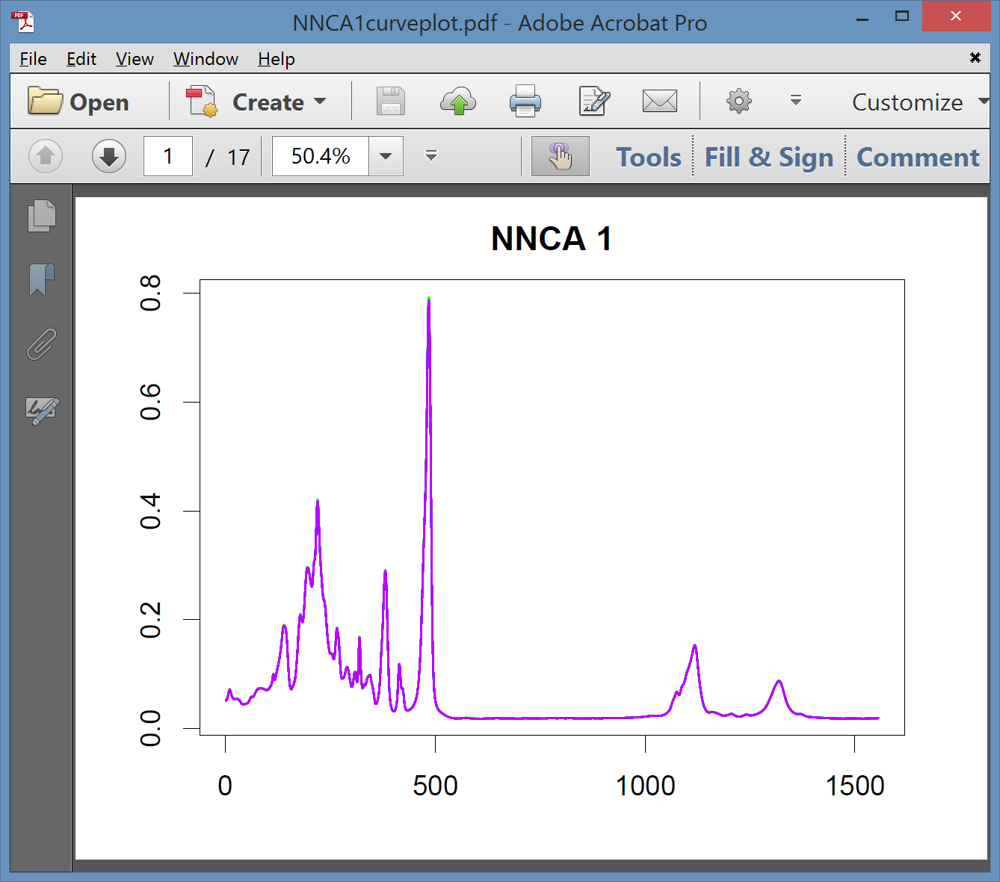 NNCA1curveplot.pdf - Adobe Acrobat Pro
File Edit View Window Help
Open Create Customize
1 / 17 50.4% Tools Fill & Sign Comment
NNCA 1
0.8
0.6
0.4
0.2
0.0
0 500 1000 1500